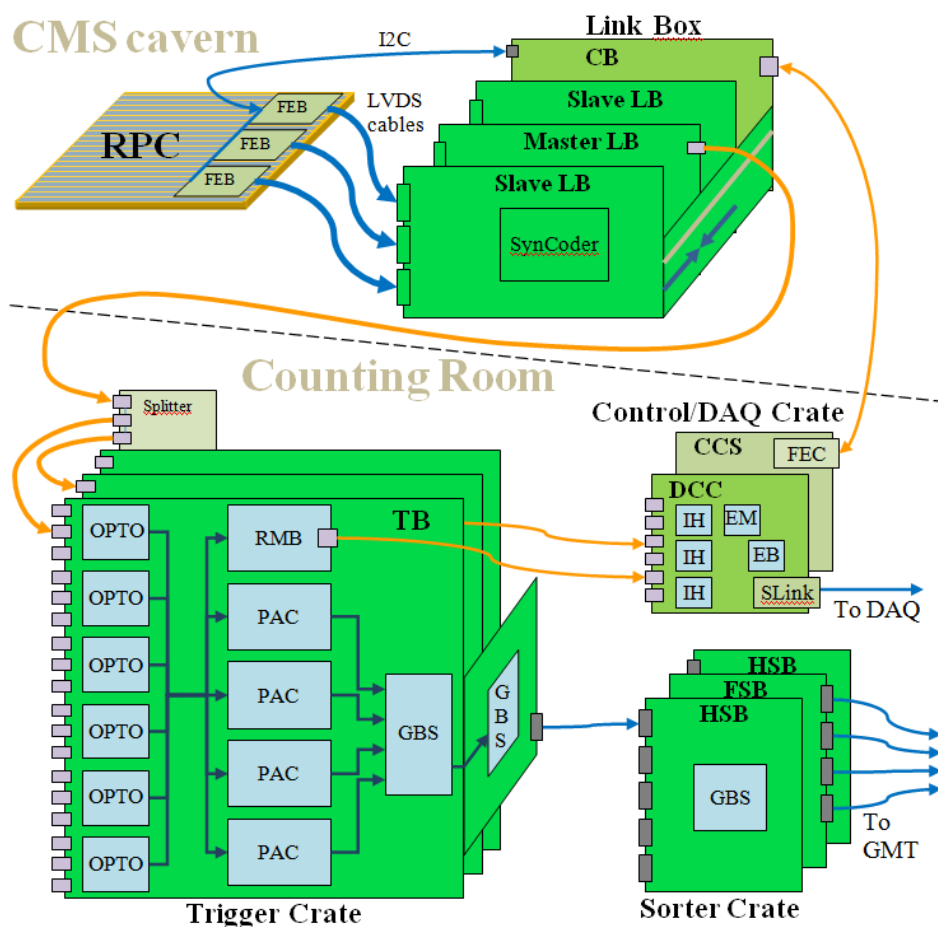 CMS cavern
Link Box
I2C
CB
FEB
LVDS
cables
Slave LB
RPC
FEB
Master LB
FEB
Slave LB
SynCoder
Counting Room
Splitter
Control/DAQ Crate
CCS
FEC
DCC
TB
OPTO
RMB
IH
EM
IH
EB
OPTO
IH
SLink
To DAQ
PAC
OPTO
PAC
HSB
FSB
HSB
GBS
GBS
OPTO
PAC
GBS
OPTO
To
GMT
OPTO
PAC
Trigger Crate
Sorter Crate